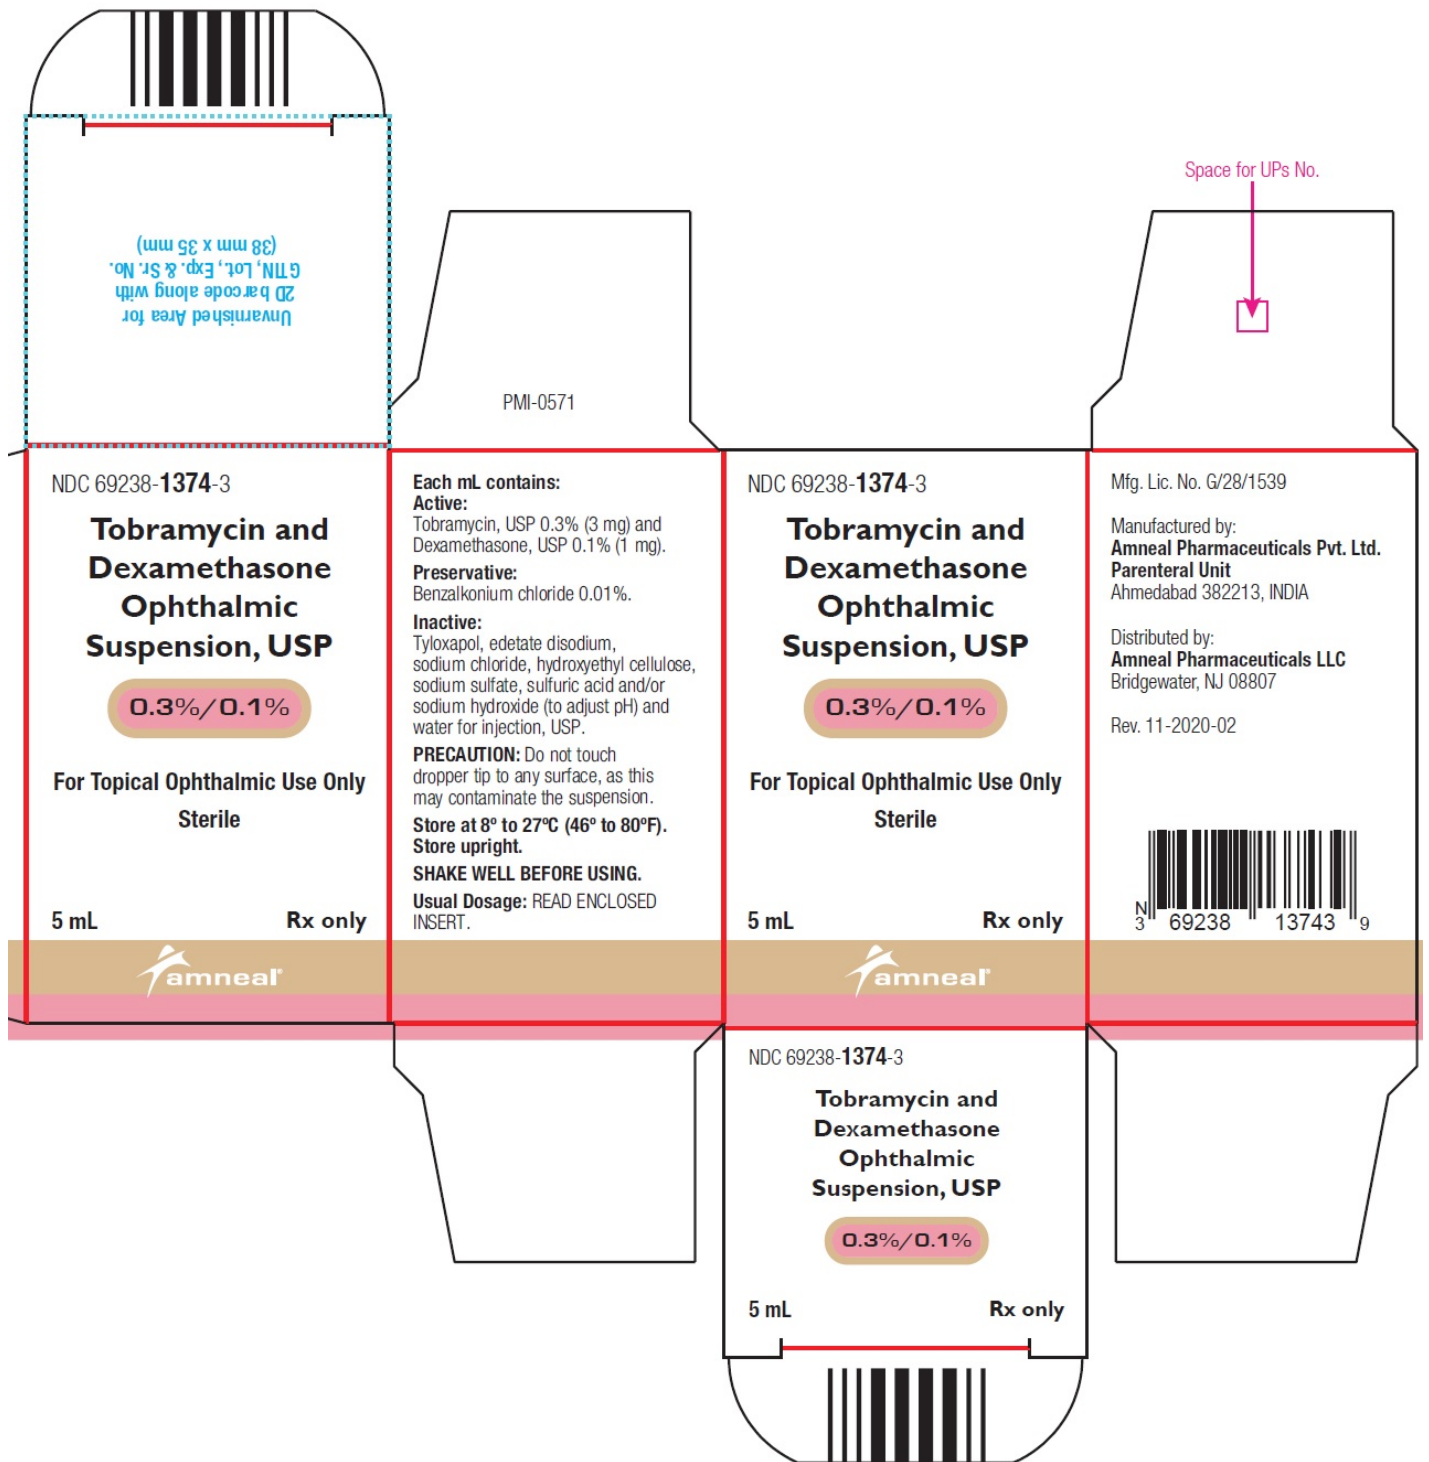 Unvarnished Area for
2D barcode along with
GTIN, Lot., Exp. & Sr. No.
(38 mm x 35 mm)
NDC 69238-1374-3
Tobramycin and
Dexamethasone
Ophthalmic
Suspension, USP
0.3%/0.1%
For Topical Ophthalmic Use Only
Sterile
5 mL
Rx only
amneal®
PMI-0571
Each mL contains:
Active:
Tobramycin, USP 0.3% (3 mg) and
Dexamethasone, USP 0.1% (1 mg).
Preservative:
Benzalkonium chloride 0.01%.
Inactive:
Tyloxapol, edetate disodium,
sodium chloride, hydroxyethyl cellulose,
sodium sulfate, sulfuric acid and/or
sodium hydroxide (to adjust pH) and
water for injection, USP.
PRECAUTION: Do not touch
dropper tip to any surface, as this
may contaminate the suspension.
Store at 8º to 27ºC (46º to 80ºF).
Store upright.
SHAKE WELL BEFORE USING.
Usual Dosage: READ ENCLOSED
INSERT.
NDC 69238-1374-3
Tobramycin and
Dexamethasone
Ophthalmic
Suspension, USP
0.3%/0.1%
For Topical Ophthalmic Use Only
Sterile
5 mL
Rx only
amneal®
NDC 69238-1374-3
Tobramycin and
Dexamethasone
Ophthalmic
Suspension, USP
0.3%/0.1%
5 mL
Rx only
Space for UPs No.
Mfg. Lic. No. G/28/1539
Manufactured by:
Amneal Pharmaceuticals Pvt. Ltd.
Parenteral Unit
Ahmedabad 382213, INDIA
Distributed by:
Amneal Pharmaceuticals LLC
Bridgewater, NJ 08807
Rev. 11-2020-02
N
3 69238 13743 9